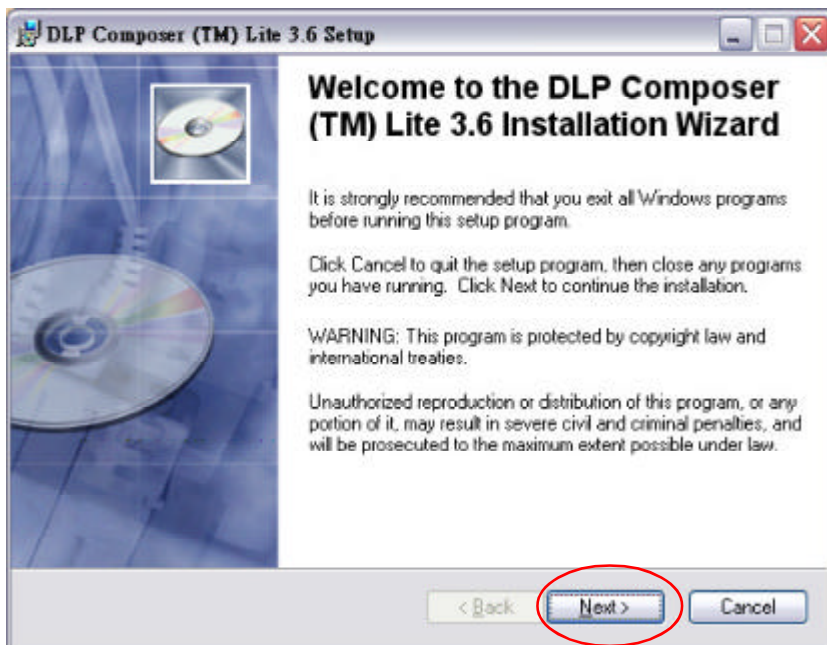 DLP Composer (TM) Lite 3.6 Setup
Welcome to the DLP Composer
(TM) Lite 3.6 Installation Wizard
It is strongly recommended that you exit all Windows programs
before running this setup program.
Click Cancel to quit the setup program, then close any programs
you have running. Click Next to continue the installation.
WARNING: This program is protected by copyright law and
international treaties.
Unauthorized reproduction or distribution of this program, or any
portion of it, may result in severe civil and criminal penalties, and
will be prosecuted to the maximum extent possible under law.
< Back Next > Cancel